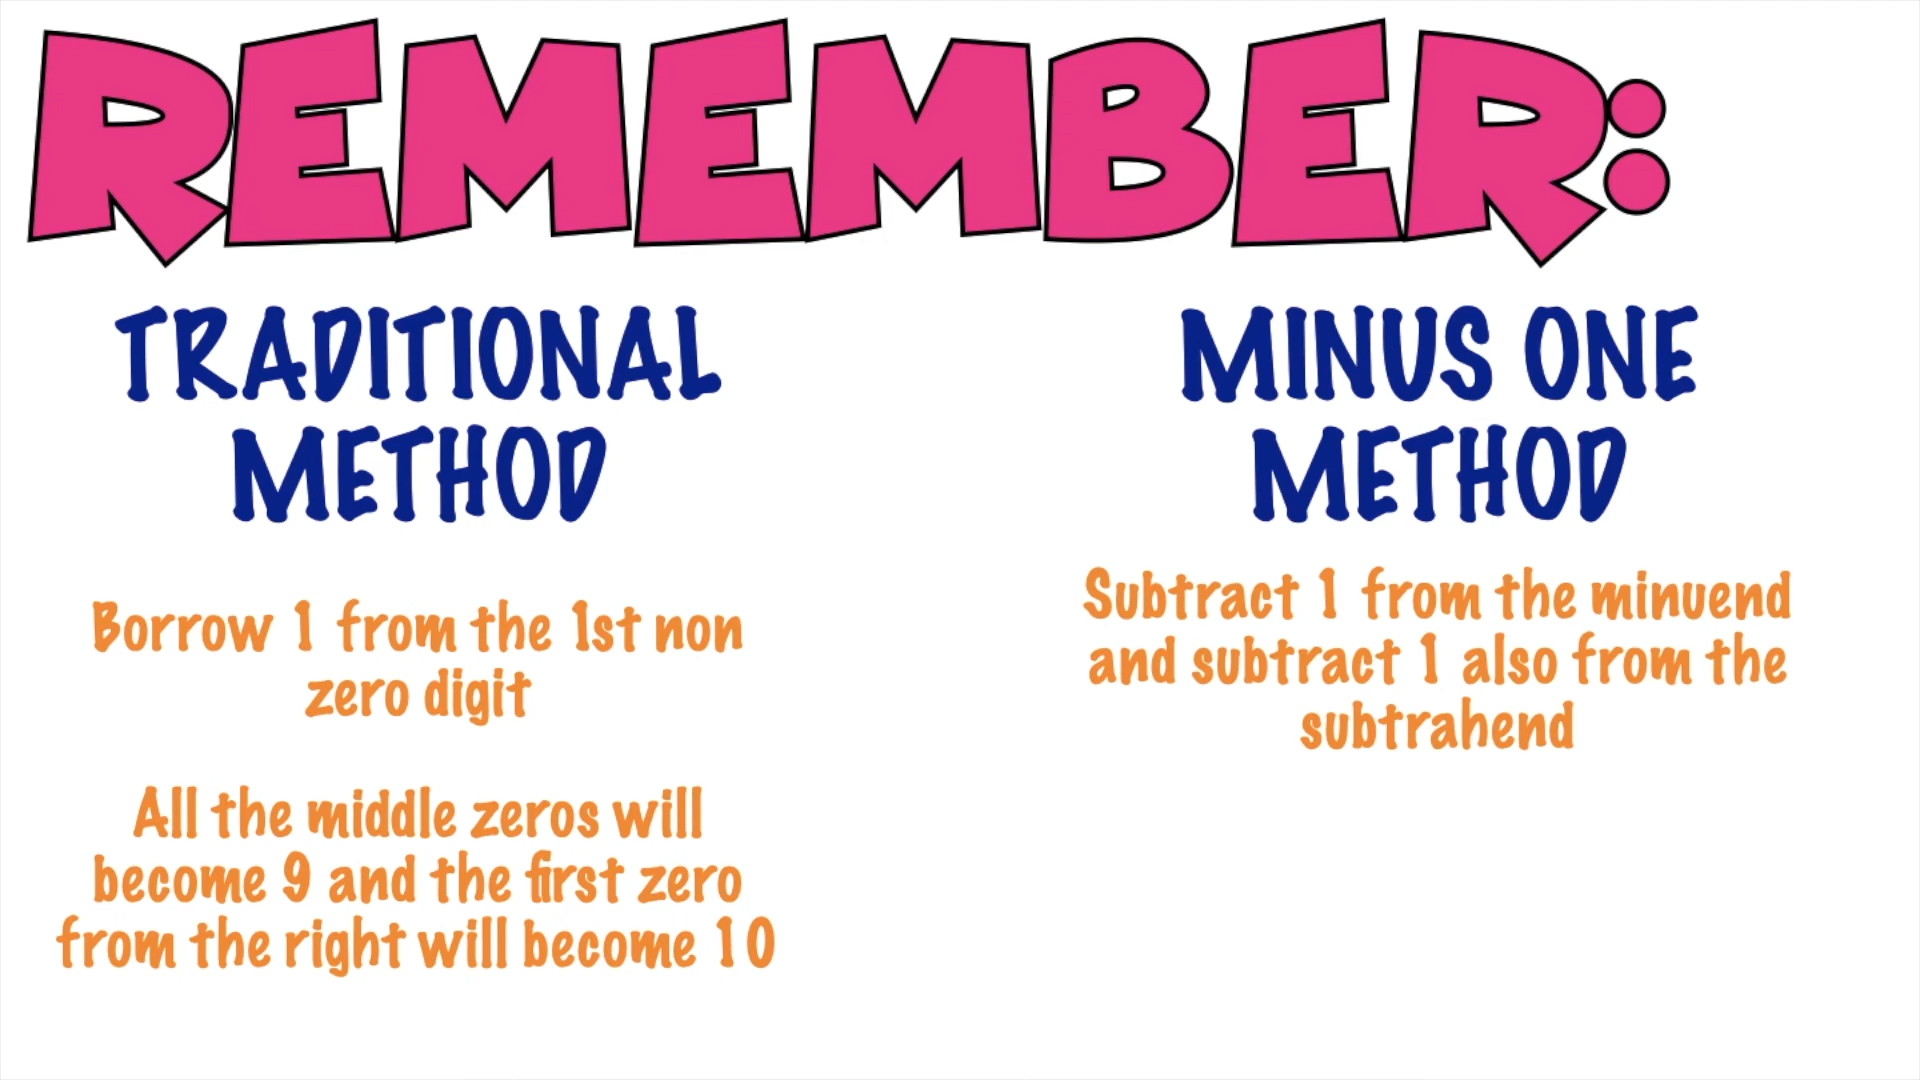 REMEMBER:
TRADITIONAL
METHOD
Borrow 1 from the 1st non
zero digit
All the middle zeros will
become 9 and the first zero
from the right will become 10
MINUS ONE
METHOD
Subtract 1 from the minuend
and subtract 1 also from the
subtrahend